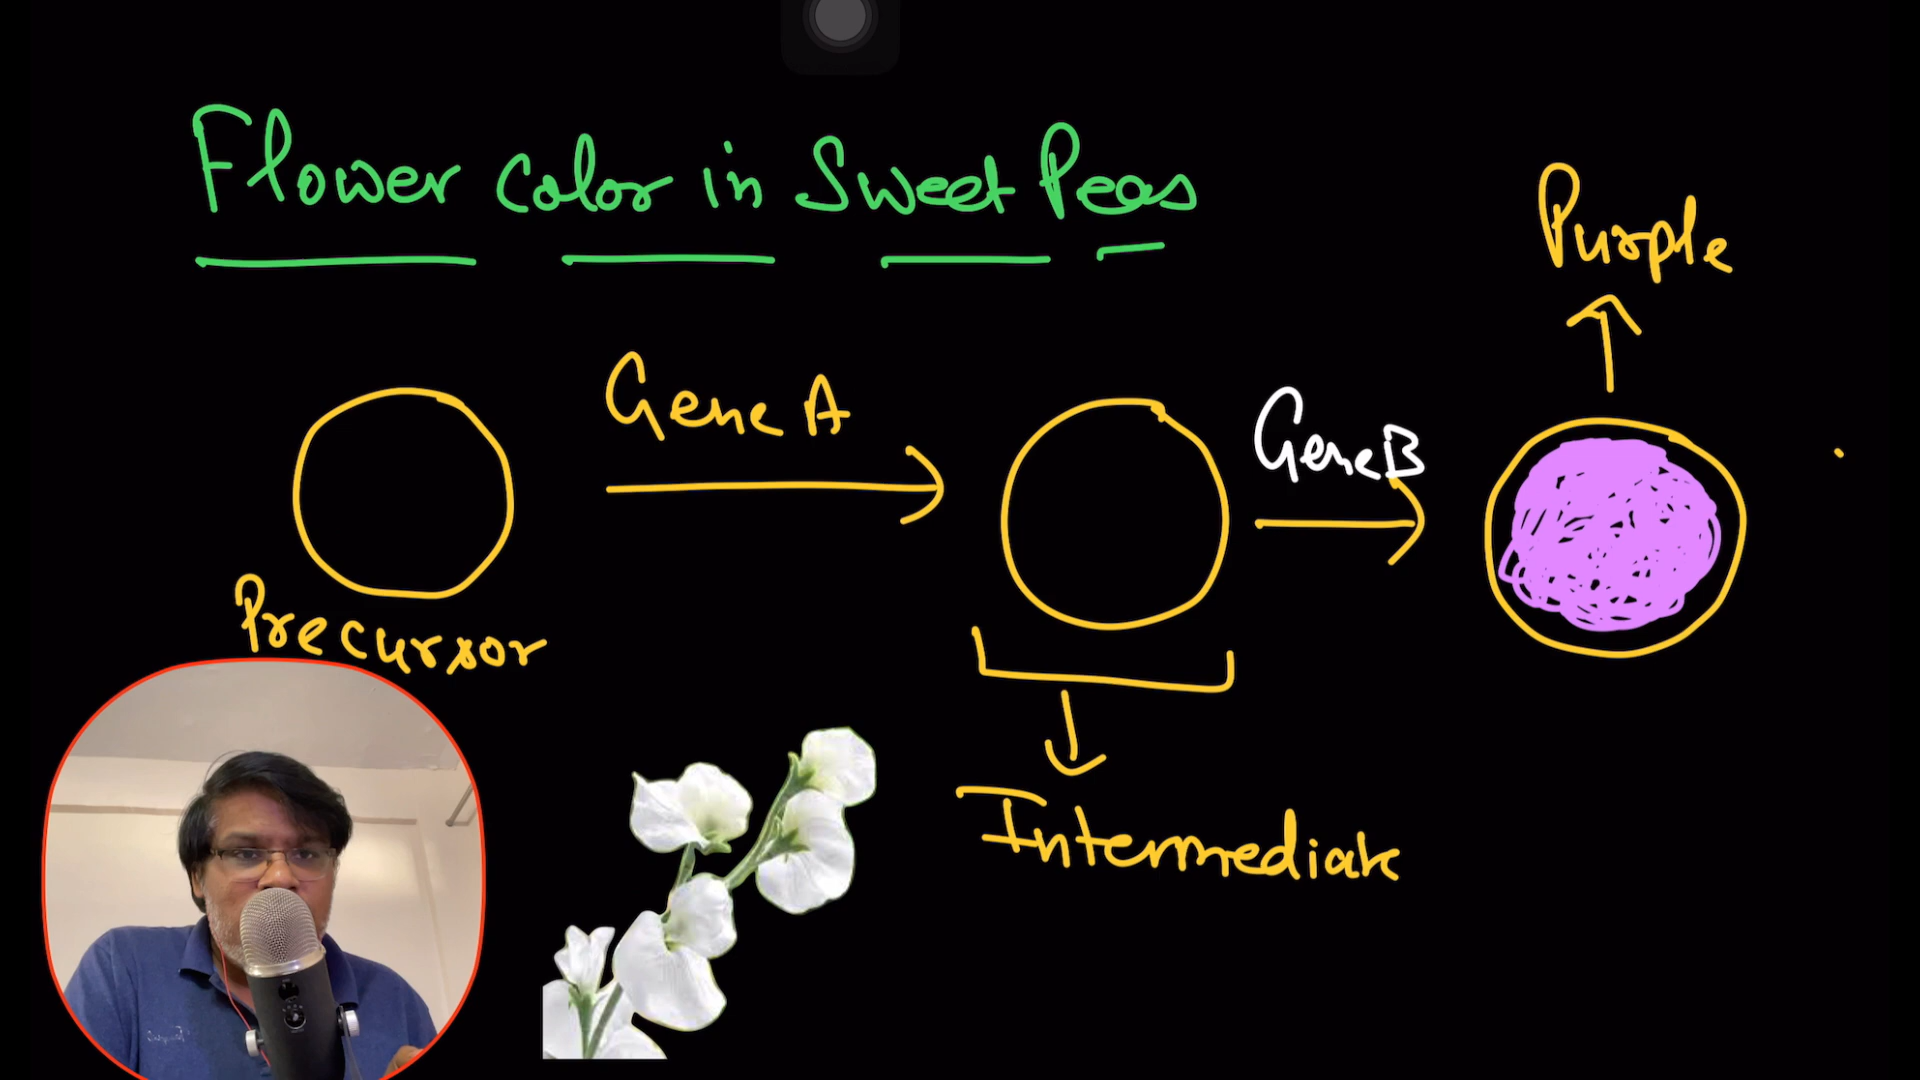 Flower Color in Sweet Peas
Purple
Gene A
Gene B
Precursor
Intermediate